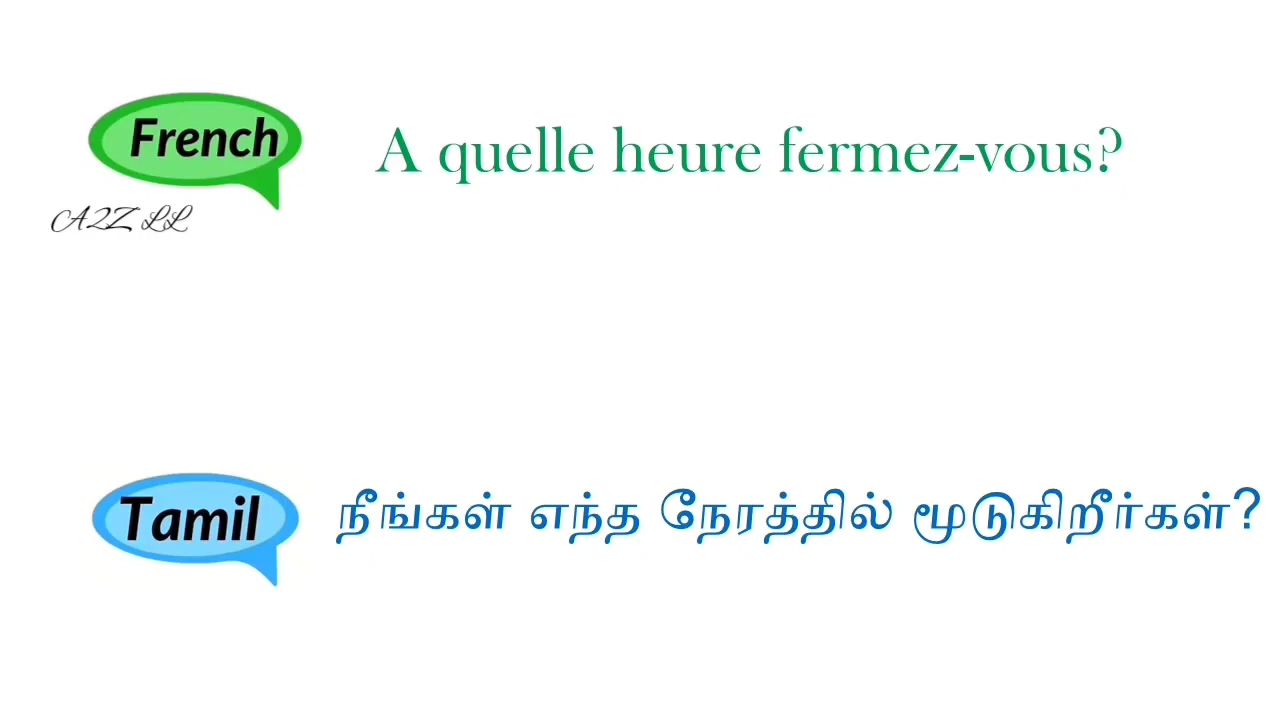 French
A quelle heure fermez-vous?
A2Z LL
Tamil
நீங்கள் எந்த நேரத்தில் மூடுகிறீர்கள்?